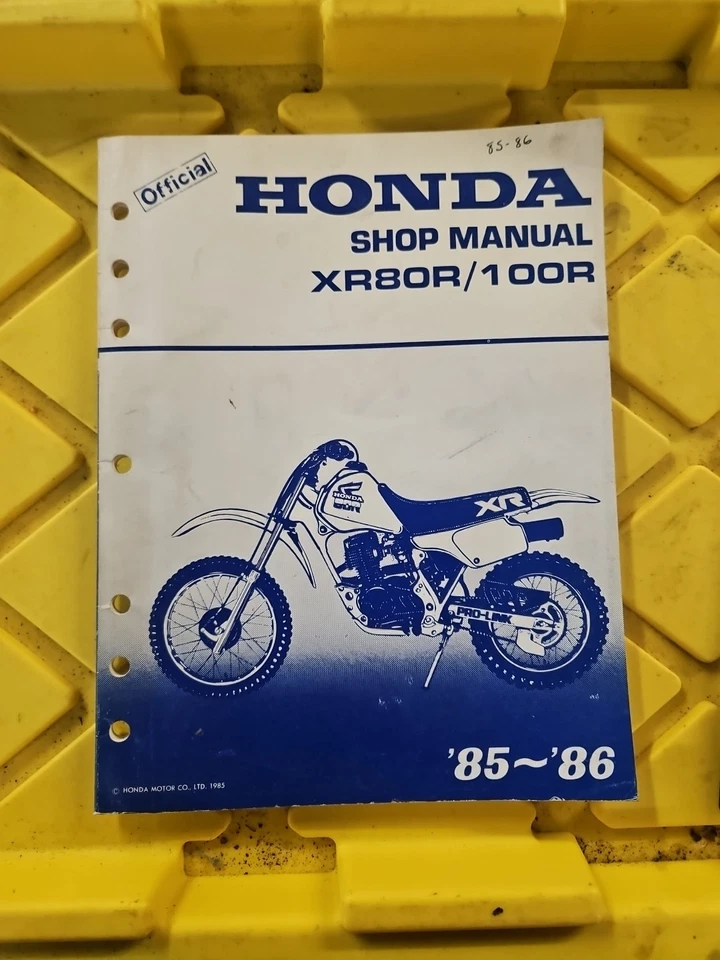 85-86
Official
HONDA
SHOP MANUAL
XR80R/100R
HONDA
80R
XR
PRO-LINK
'85~'86
© HONDA MOTOR CO., LTD. 1985